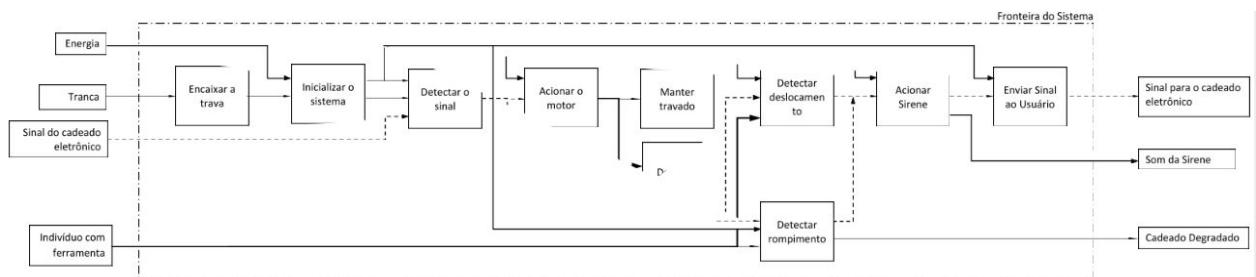 Fronteira do Sistema
Energia
Tranca
Sinal do cadeado
eletrônico
Indivíduo com
ferramenta
Encaixar a
trava
Inicializar o
sistema
Detectar o
sinal
Acionar o
motor
Manter
travado
Detectar
deslocamen
to
Acionar
Sirene
Enviar Sinal
ao Usuário
Detectar
rompimento
Sinal para o cadeado
eletrônico
Som da Sirene
Cadeado Degradado